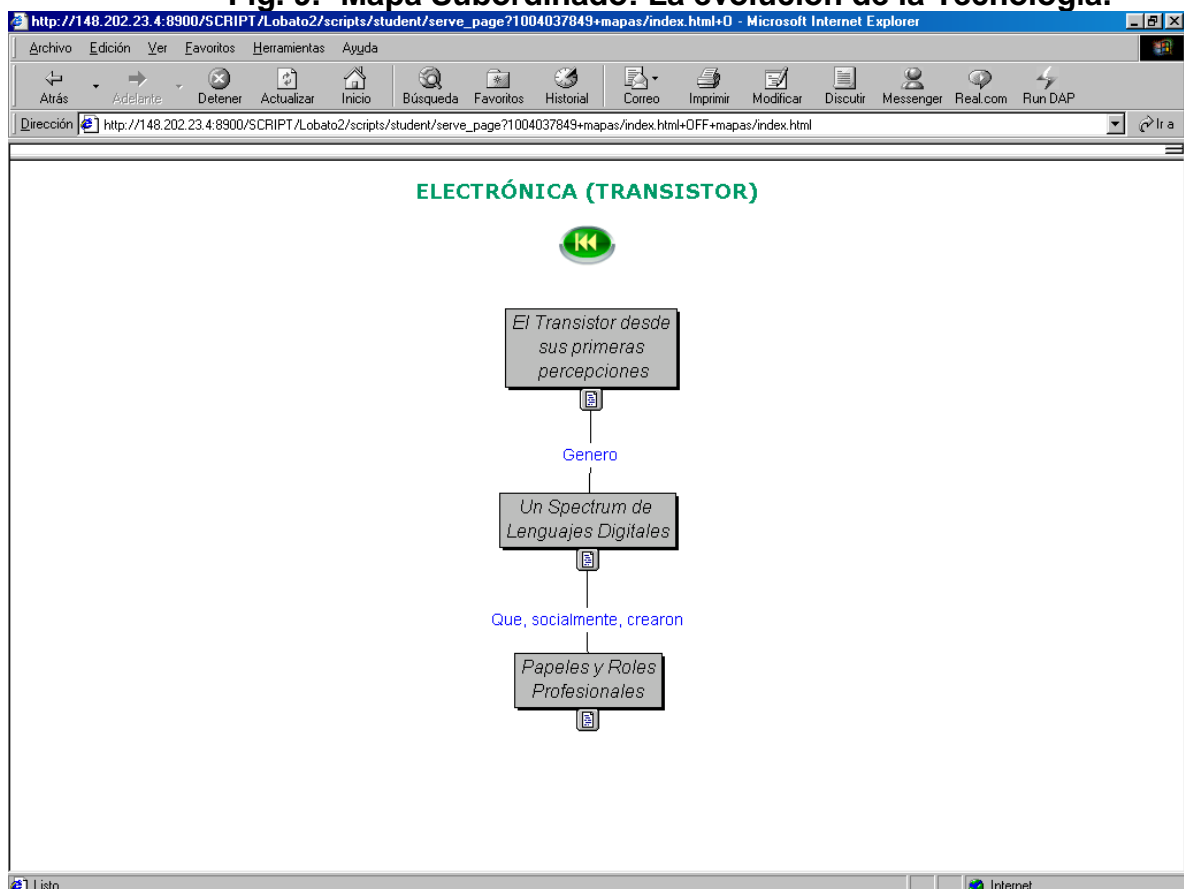 Fig. 9.- Mapa Subordinado: La evolución de la Tecnología.
http://148.202.23.4:8900/SCRIPT/Lobato2/scripts/student/serve_page?1004037849+mapas/index.html+O - Microsoft Internet Explorer
Archivo Edición Ver Favoritos Herramientas Ayuda
Atrás Adelante Detener Actualizar Inicio Búsqueda Favoritos Historial Correo Imprimir Modificar Discutir Messenger Real.com Run DAP
Dirección http://148.202.23.4:8900/SCRIPT/Lobato2/scripts/student/serve_page?1004037849+mapas/index.html+OFF+mapas/index.html Ir a
ELECTRÓNICA (TRANSISTOR)
El Transistor desde
sus primeras
percepciones
Genero
Un Spectrum de
Lenguajes Digitales
Que, socialmente, crearon
Papeles y Roles
Profesionales
Listo Internet